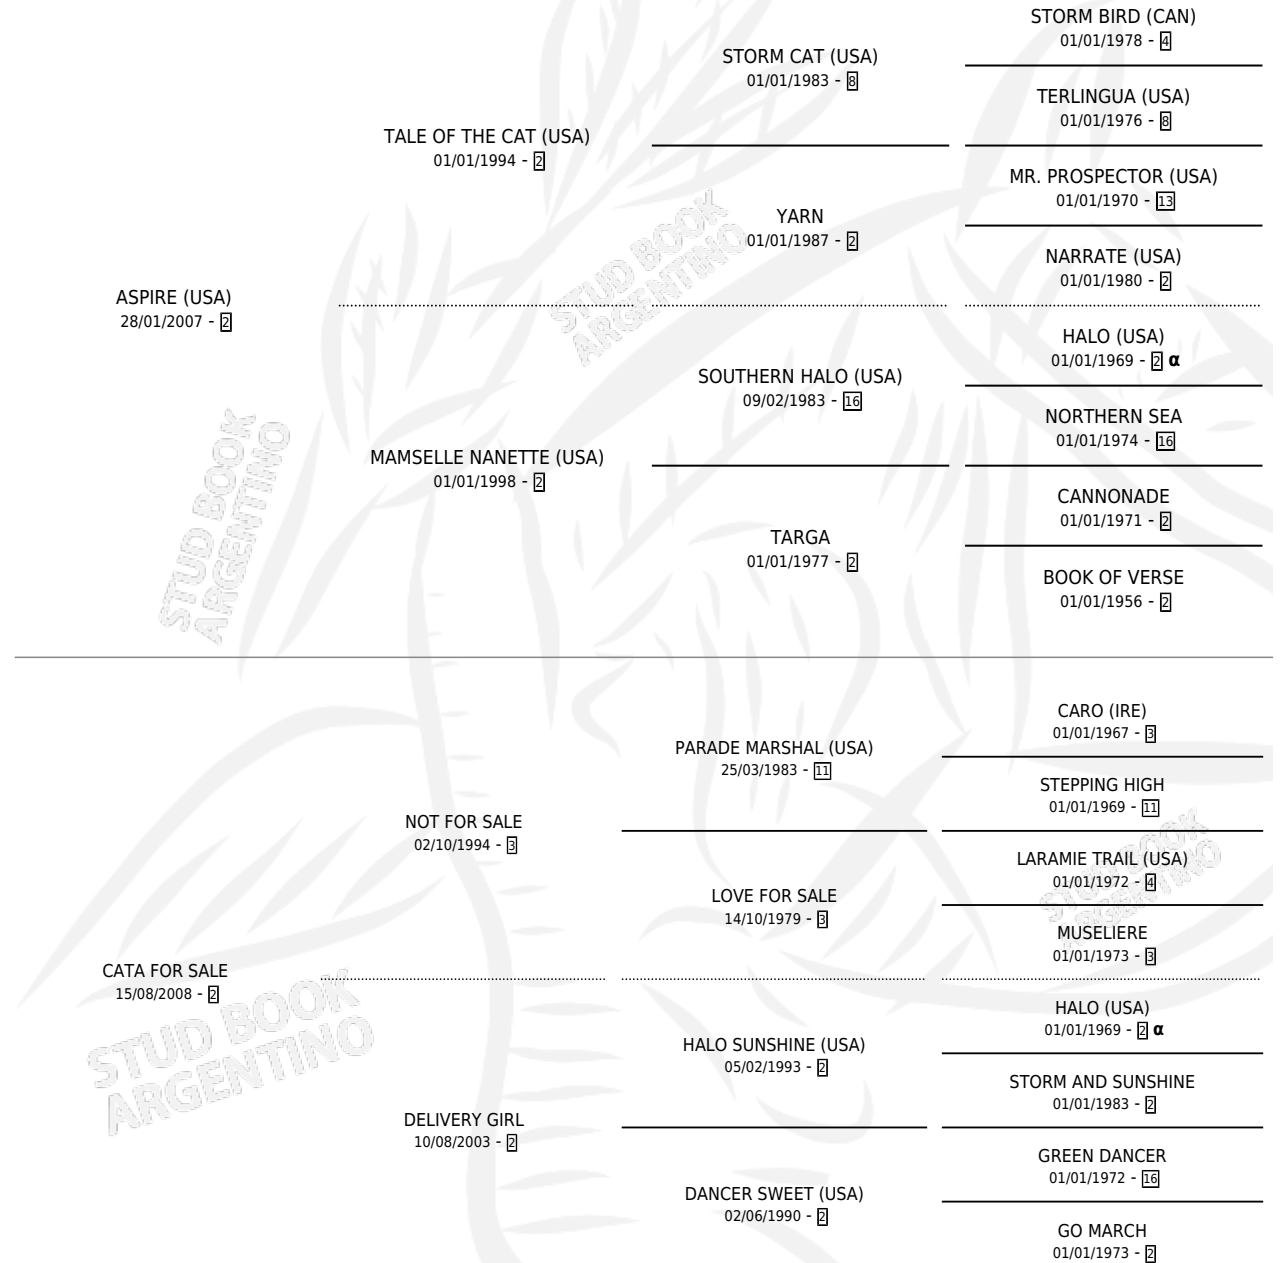 STORM BIRD (CAN)
01/01/1978 - 4
STORM CAT (USA)
01/01/1983 - 8
TERLINGUA (USA)
01/01/1976 - 8
TALE OF THE CAT (USA)
01/01/1994 - 2
MR. PROSPECTOR (USA)
01/01/1970 - 13
YARN
01/01/1987 - 2
NARRATE (USA)
01/01/1980 - 2
ASPIRE (USA)
28/01/2007 - 2
HALO (USA)
01/01/1969 - 2 α
SOUTHERN HALO (USA)
09/02/1983 - 16
NORTHERN SEA
01/01/1974 - 16
MAMSELLE NANETTE (USA)
01/01/1998 - 2
CANNONADE
01/01/1971 - 2
TARGA
01/01/1977 - 2
BOOK OF VERSE
01/01/1956 - 2
CARO (IRE)
01/01/1967 - 3
PARADE MARSHAL (USA)
25/03/1983 - 11
STEPPING HIGH
01/01/1969 - 11
NOT FOR SALE
02/10/1994 - 3
LARAMIE TRAIL (USA)
01/01/1972 - 4
LOVE FOR SALE
14/10/1979 - 3
MUSELIERE
01/01/1973 - 3
CATA FOR SALE
15/08/2008 - 2
HALO (USA)
01/01/1969 - 2 α
HALO SUNSHINE (USA)
05/02/1993 - 2
STORM AND SUNSHINE
01/01/1983 - 2
DELIVERY GIRL
10/08/2003 - 2
GREEN DANCER
01/01/1972 - 16
DANCER SWEET (USA)
02/06/1990 - 2
GO MARCH
01/01/1973 - 2
STUD BOOK
ARGENTINO
STUD BOOK
ARGENTINO
STUD BOOK
ARGENTINO
STUD BOOK
ARGENTINO